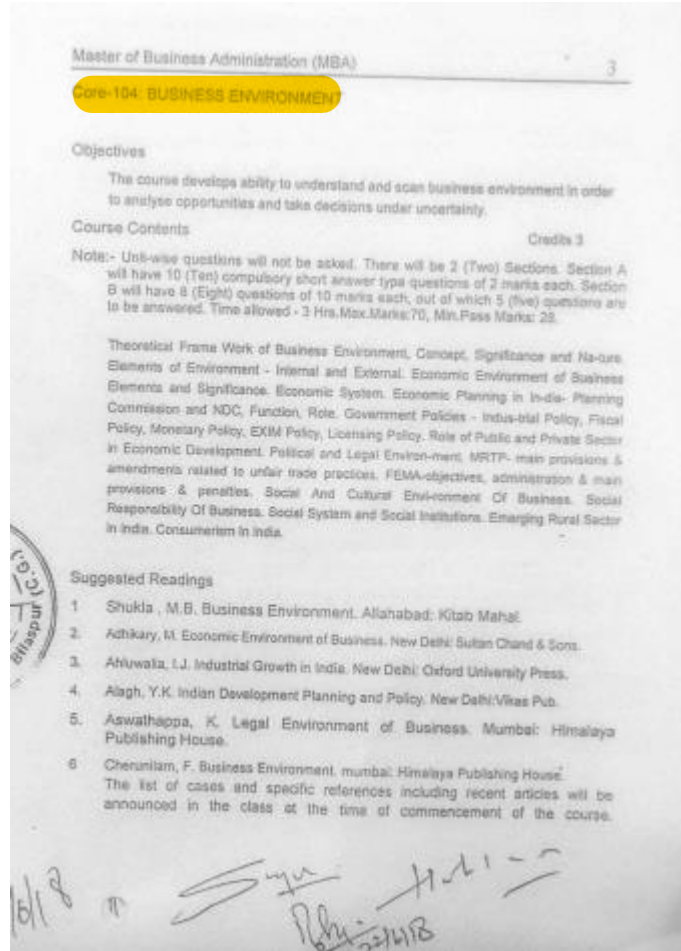 Master of Business Administration (MBA)
3
Core-104: BUSINESS ENVIRONMENT
Objectives
The course develops ability to understand and scan business environment in order
to analyse opportunities and take decisions under uncertainty.
Course Contents
Credits 3
Note:- Unit-wise questions will not be asked. There will be 2 (Two) Sections. Section A
will have 10 (Ten) compulsory short answer type questions of 2 marks each. Section
B will have 8 (Eight) questions of 10 marks each, out of which 5 (five) questions are
to be answered. Time allowed - 3 Hrs.Max.Marks:70, Min.Pass Marks: 28.
Theoretical Frame Work of Business Environment, Concept, Significance and Na-ture.
Elements of Environment - Internal and External. Economic Environment of Business
Elements and Significance. Economic System. Economic Planning in In-dia- Planning
Commission and NDC, Function, Role. Government Policies - Indus-trial Policy, Fiscal
Policy, Monetary Policy, EXIM Policy, Licensing Policy. Role of Public and Private Sector
in Economic Development. Political and Legal Environ-ment. MRTP- main provisions &
amendments related to unfair trade practices. FEMA-objectives, administration & main
provisions & penalties. Social And Cultural Envi-ronment Of Business. Social
Responsibility Of Business. Social System and Social Institutions. Emerging Rural Sector
in India. Consumerism in India.
Bilaspur (C.G.)
Suggested Readings
1 Shukla , M.B. Business Environment. Allahabad: Kitab Mahal.
2. Adhikary, M. Economic Environment of Business. New Delhi: Sultan Chand & Sons.
3. Ahluwalia, I.J. Industrial Growth in India. New Delhi: Oxford University Press.
4. Alagh, Y.K. Indian Development Planning and Policy. New Delhi:Vikas Pub.
5. Aswathappa, K. Legal Environment of Business. Mumbai: Himalaya
Publishing House.
6 Cherunilam, F. Business Environment. mumbai: Himalaya Publishing House.
The list of cases and specific references including recent articles will be
announced in the class at the time of commencement of the course.